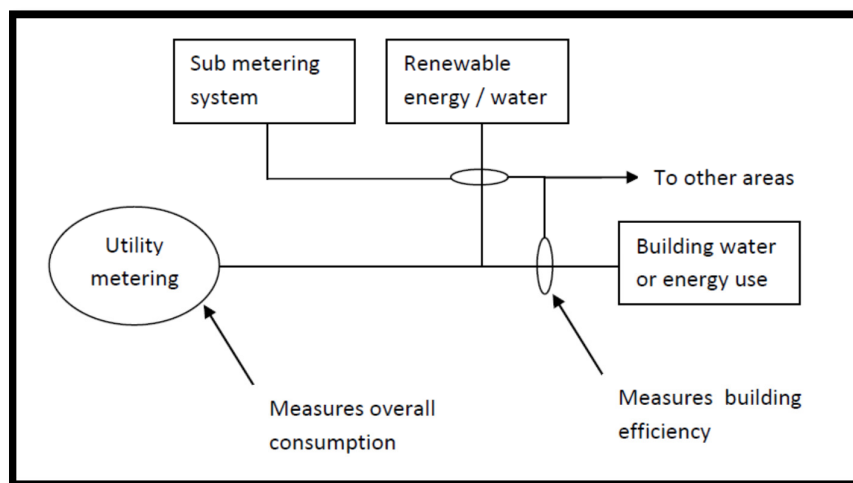 Sub metering
system
Renewable
energy / water
To other areas
Utility
metering
Building water
or energy use
Measures overall
consumption
Measures building
efficiency